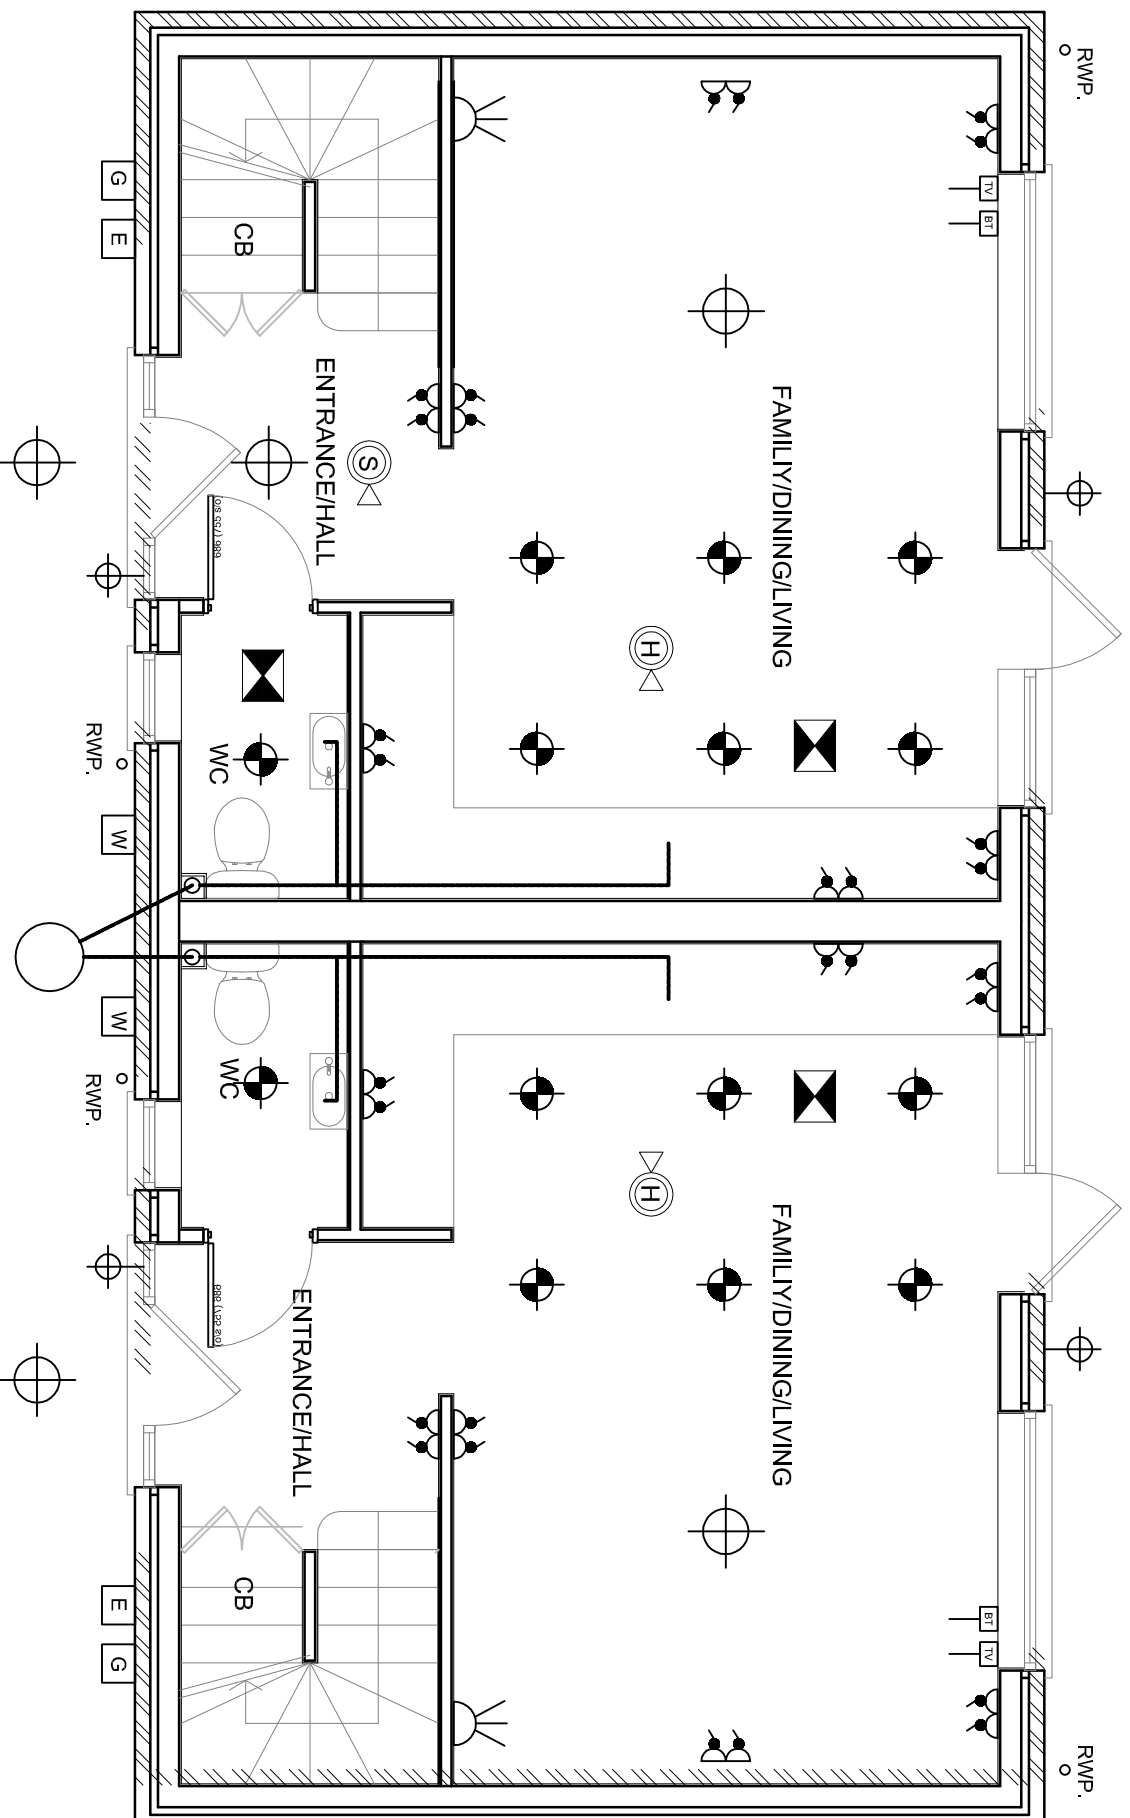 RWP.
G
E
CB
TV
BT
ENTRANCE/HALL
FAMILIY/DINING/LIVING
S
H
WC
RWP.
W
W
RWP.
WC
H
ENTRANCE/HALL
FAMILIY/DINING/LIVING
CB
E
G
BT
TV
RWP.